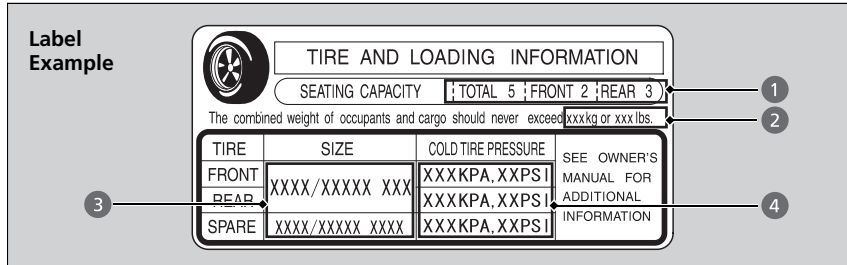 Label
Example
TIRE AND LOADING INFORMATION
SEATING CAPACITY TOTAL 5 FRONT 2 REAR 3
1
The combined weight of occupants and cargo should never exceed xxxkg or xxx lbs.
2
TIRE SIZE COLD TIRE PRESSURE SEE OWNER'S MANUAL FOR ADDITIONAL INFORMATION
FRONT XXXX/XXXXX XXX XXXKPA,XXPSI
REAR XXXKPA,XXPSI
3
4
SPARE XXXX/XXXXX XXXX XXXKPA,XXPSI